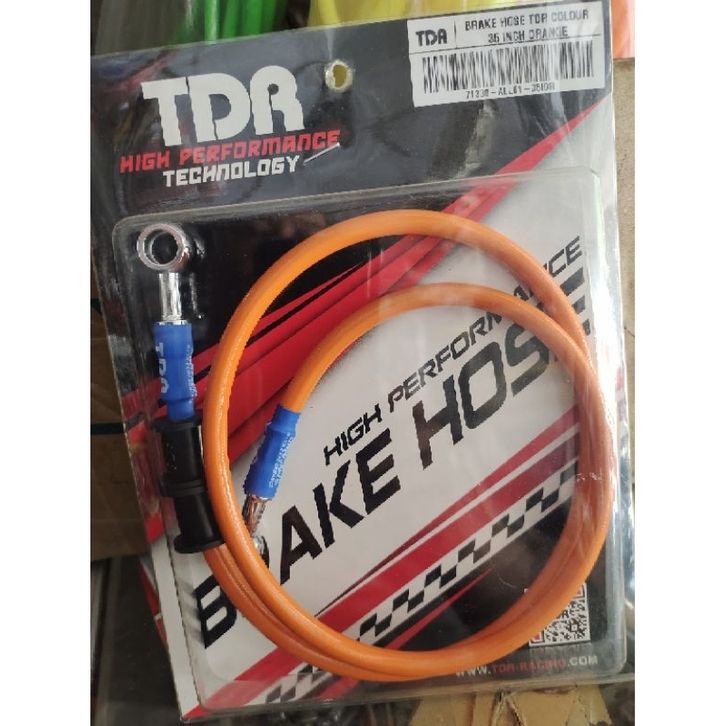 TDR
BRAKE HOSE TDR COLOUR
35 INCH ORANGE
TDR
HIGH PERFORMANCE
TECHNOLOGY
TDR
HIGH PERFORMANCE
BRAKE HOSE
WWW.TDR-RACING.COM